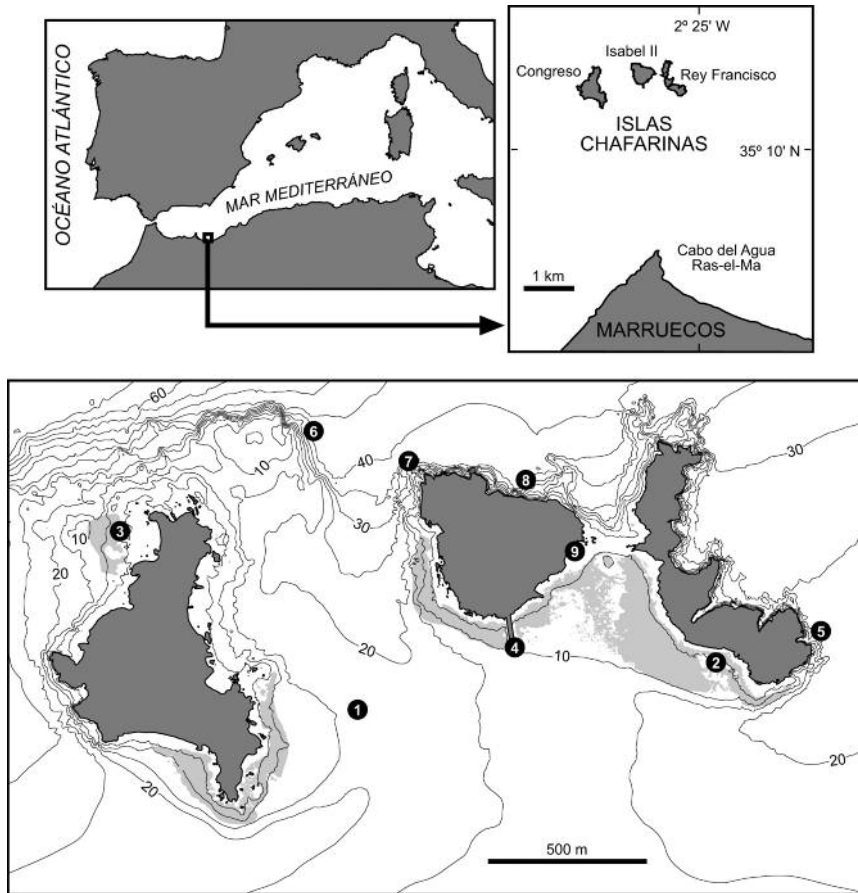 OCÉANO ATLÁNTICO
MAR MEDITERRÁNEO
2º 25' W
Isabel II
Congreso
Rey Francisco
ISLAS
CHAFARINAS
35º 10' N
Cabo del Agua
Ras-el-Ma
1 km
MARRUECOS
60
6
10
40
7
30
8
30
3
10
20
9
20
4
10
2
5
1
20
20
500 m